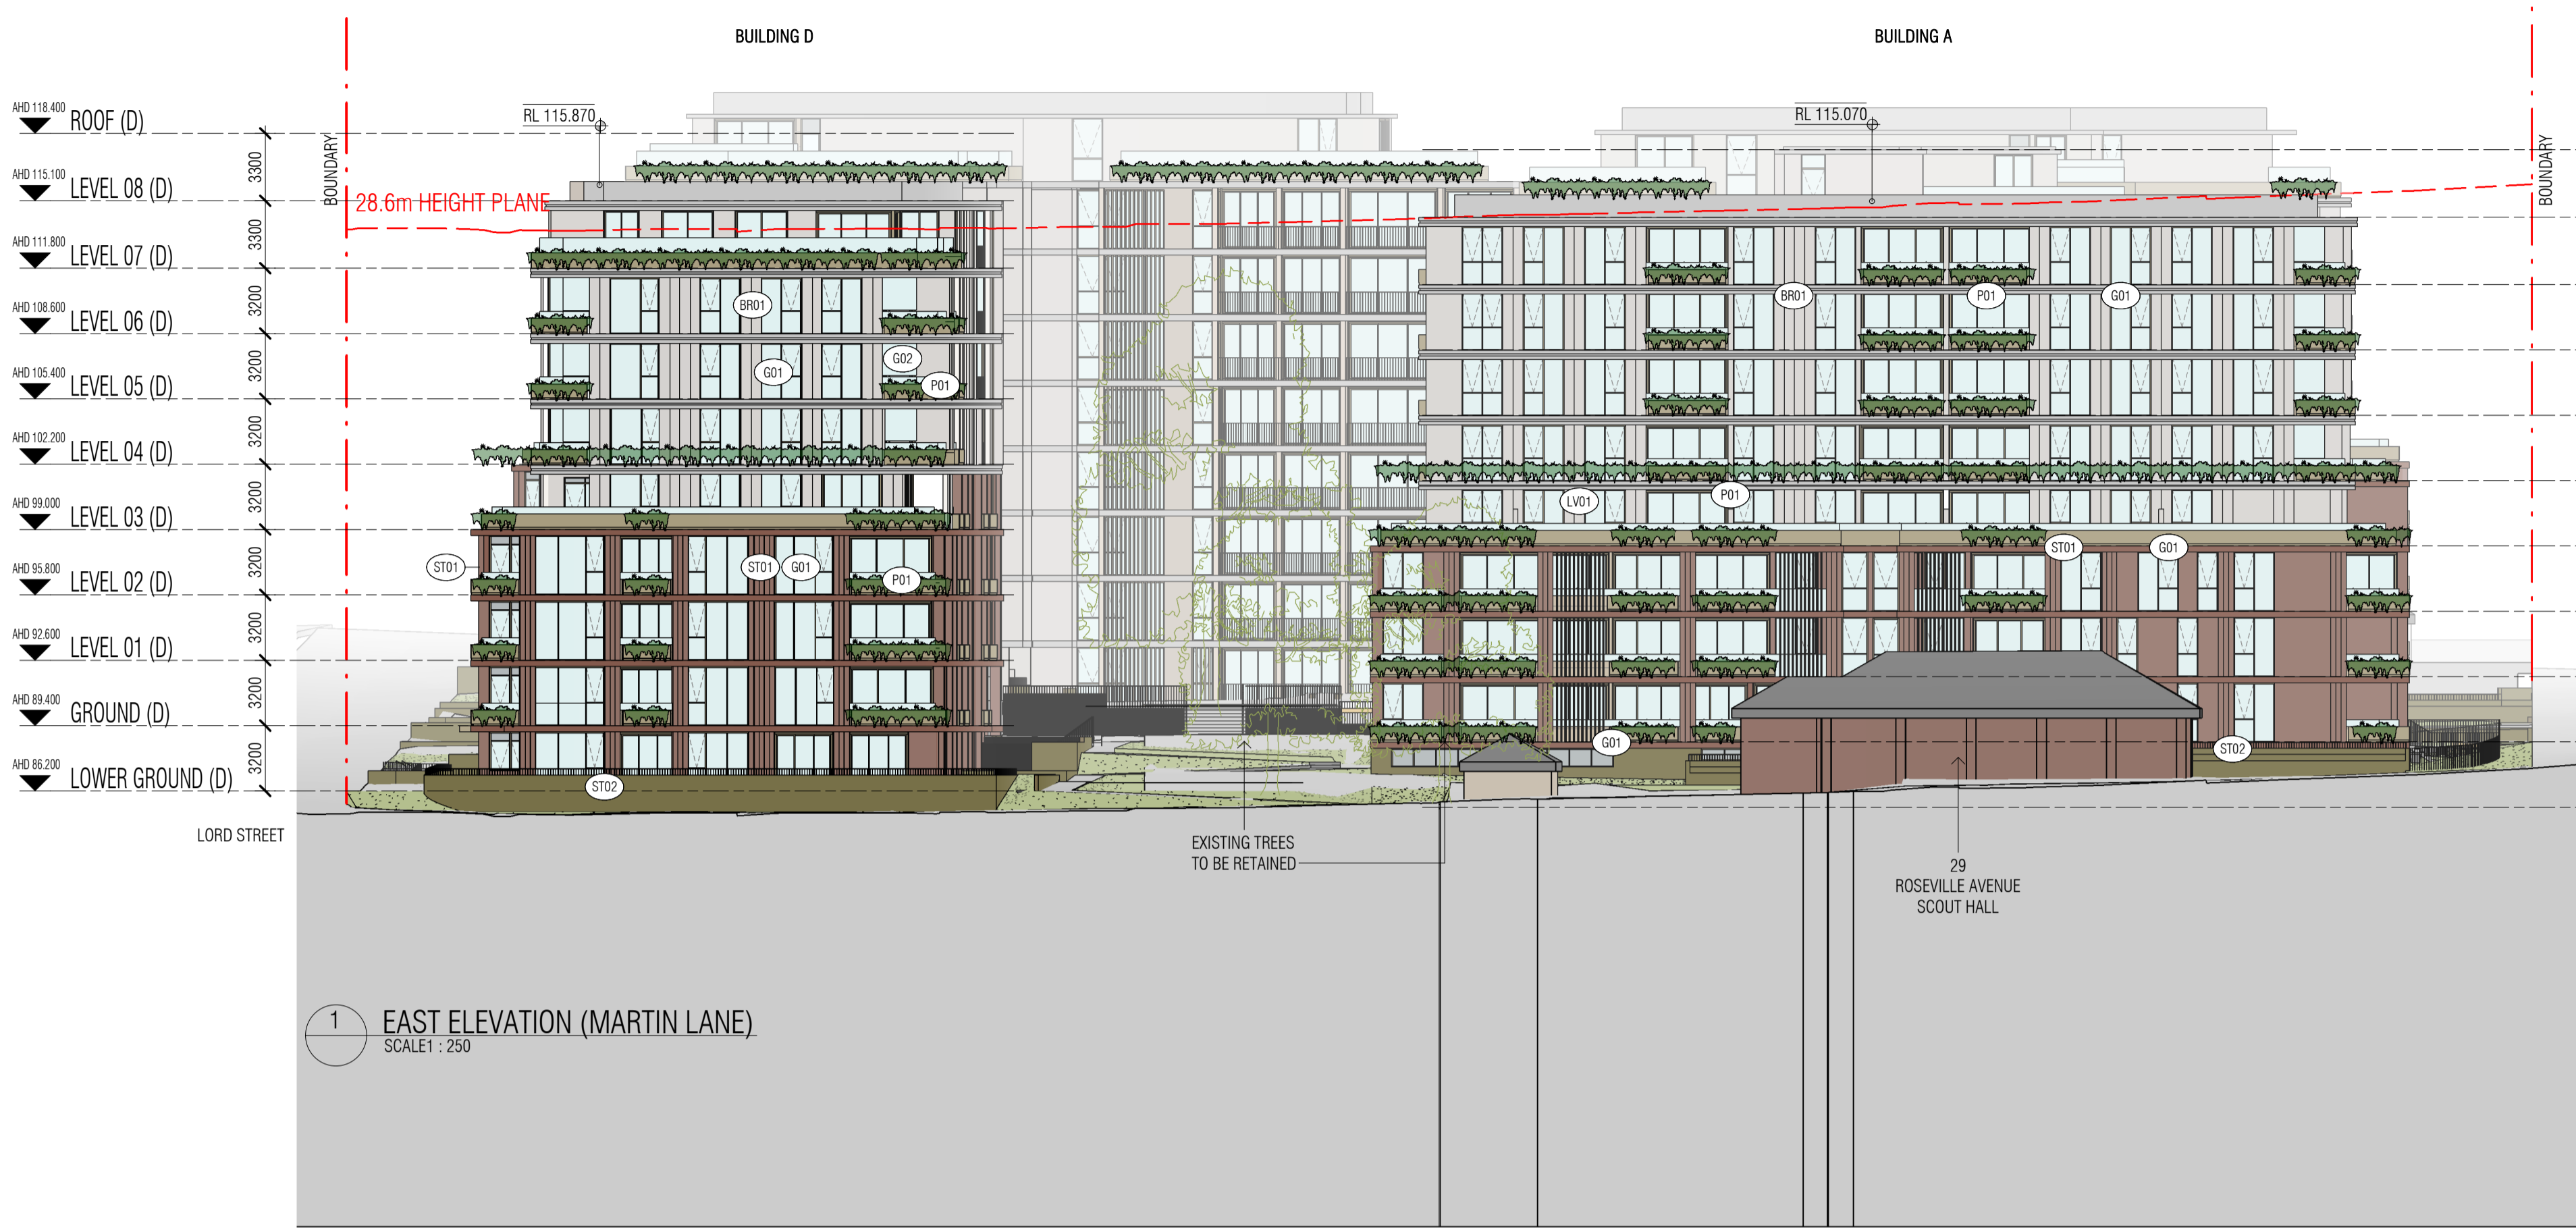 BUILDING D
BUILDING A
AHD 118.400
ROOF (D)
RL 115.870
RL 115.070
BOUNDARY
BOUNDARY
3300
AHD 115.100
LEVEL 08 (D)
28.6m HEIGHT PLANE
3300
AHD 111.800
LEVEL 07 (D)
3200
BR01
BR01
P01
G01
AHD 108.600
LEVEL 06 (D)
3200
G01
G02
P01
AHD 105.400
LEVEL 05 (D)
3200
AHD 102.200
LEVEL 04 (D)
3200
LV01
P01
AHD 99.000
LEVEL 03 (D)
3200
ST01
ST01
G01
P01
ST01
G01
AHD 95.800
LEVEL 02 (D)
3200
AHD 92.600
LEVEL 01 (D)
3200
AHD 89.400
GROUND (D)
3200
G01
ST02
AHD 86.200
LOWER GROUND (D)
ST02
LORD STREET
EXISTING TREES
TO BE RETAINED
29
ROSEVILLE AVENUE
SCOUT HALL
1
EAST ELEVATION (MARTIN LANE)
SCALE1 : 250